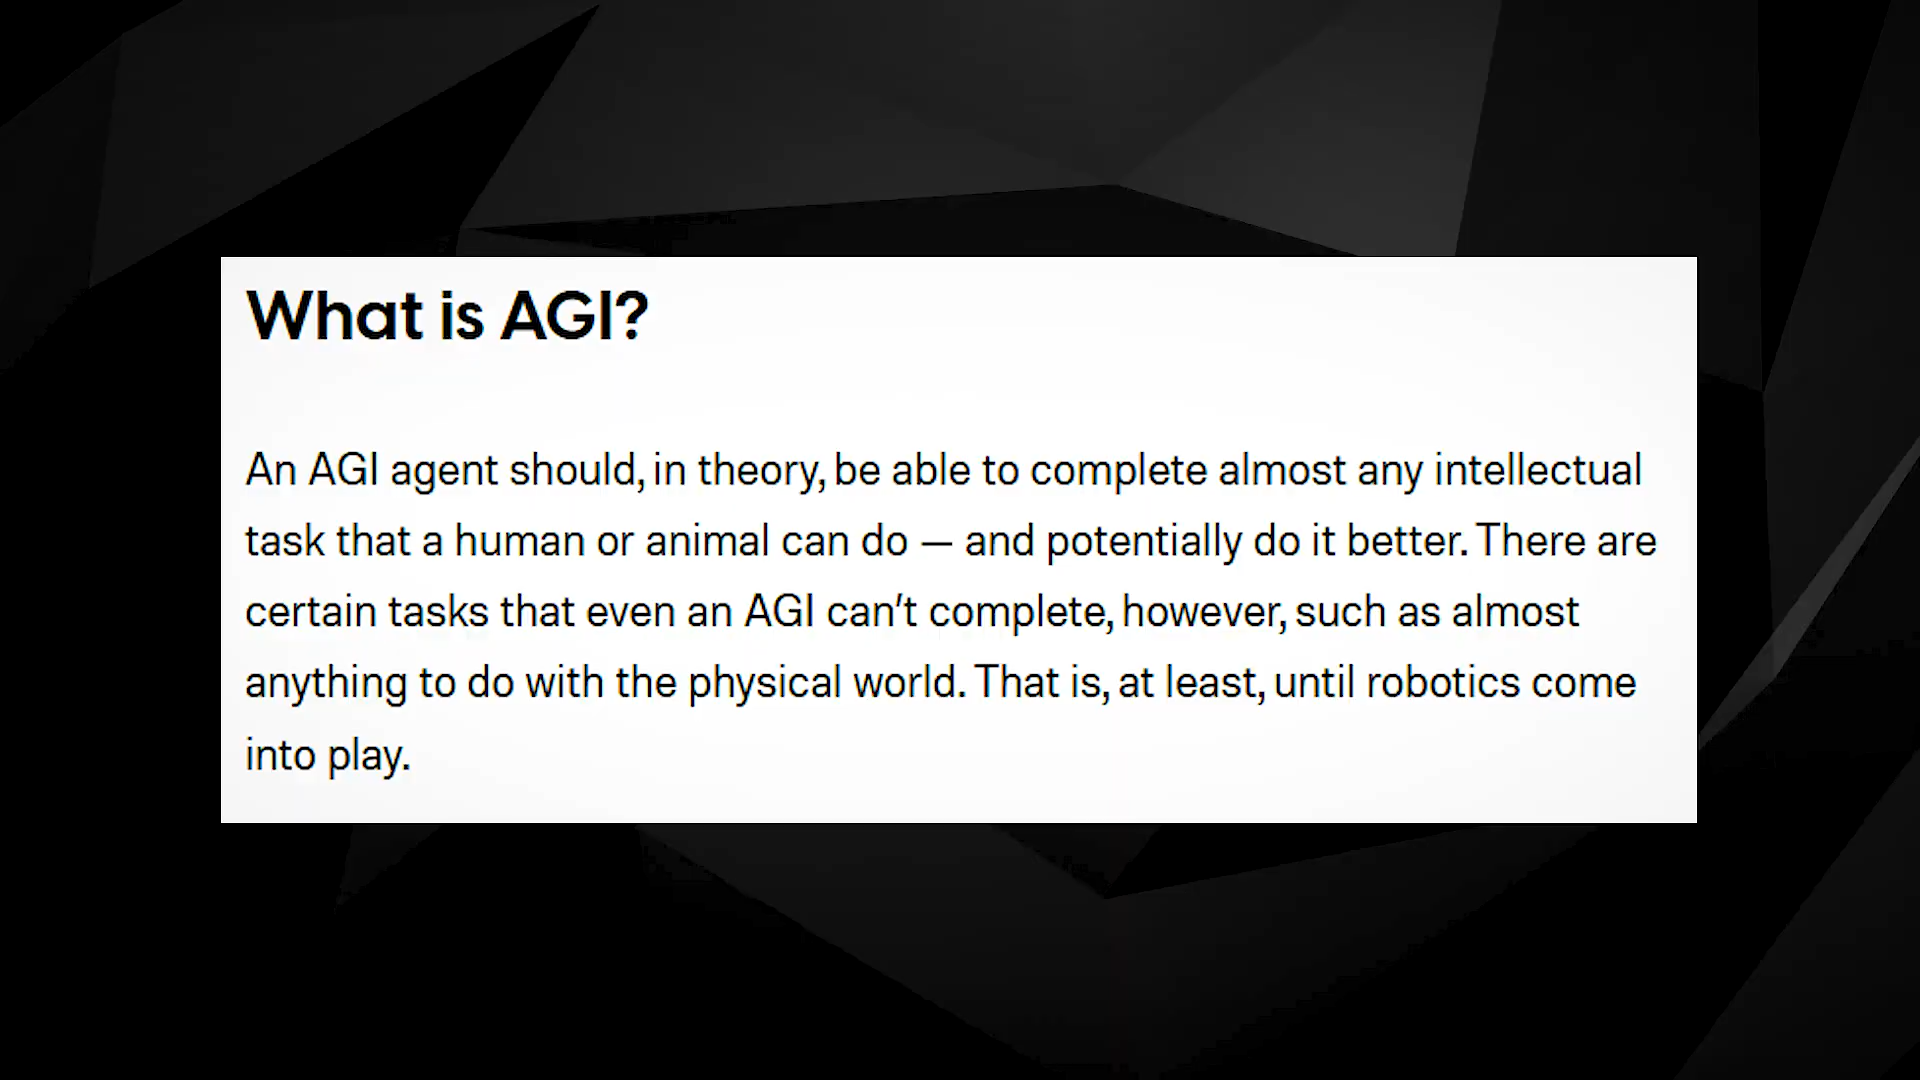 What is AGI?
An AGI agent should, in theory, be able to complete almost any intellectual
task that a human or animal can do — and potentially do it better. There are
certain tasks that even an AGI can't complete, however, such as almost
anything to do with the physical world. That is, at least, until robotics come
into play.